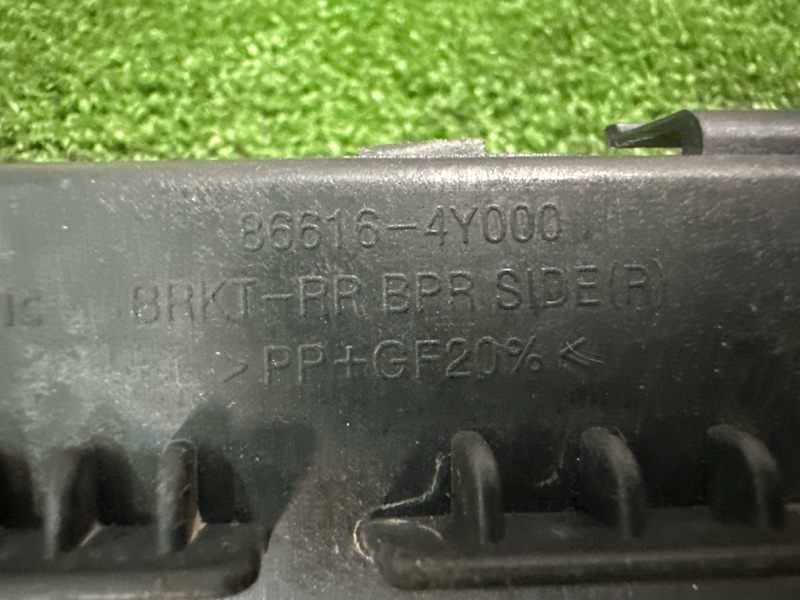 86616-4Y000
BRKT-RR BPR SIDE(R)
>PP+GF20%<